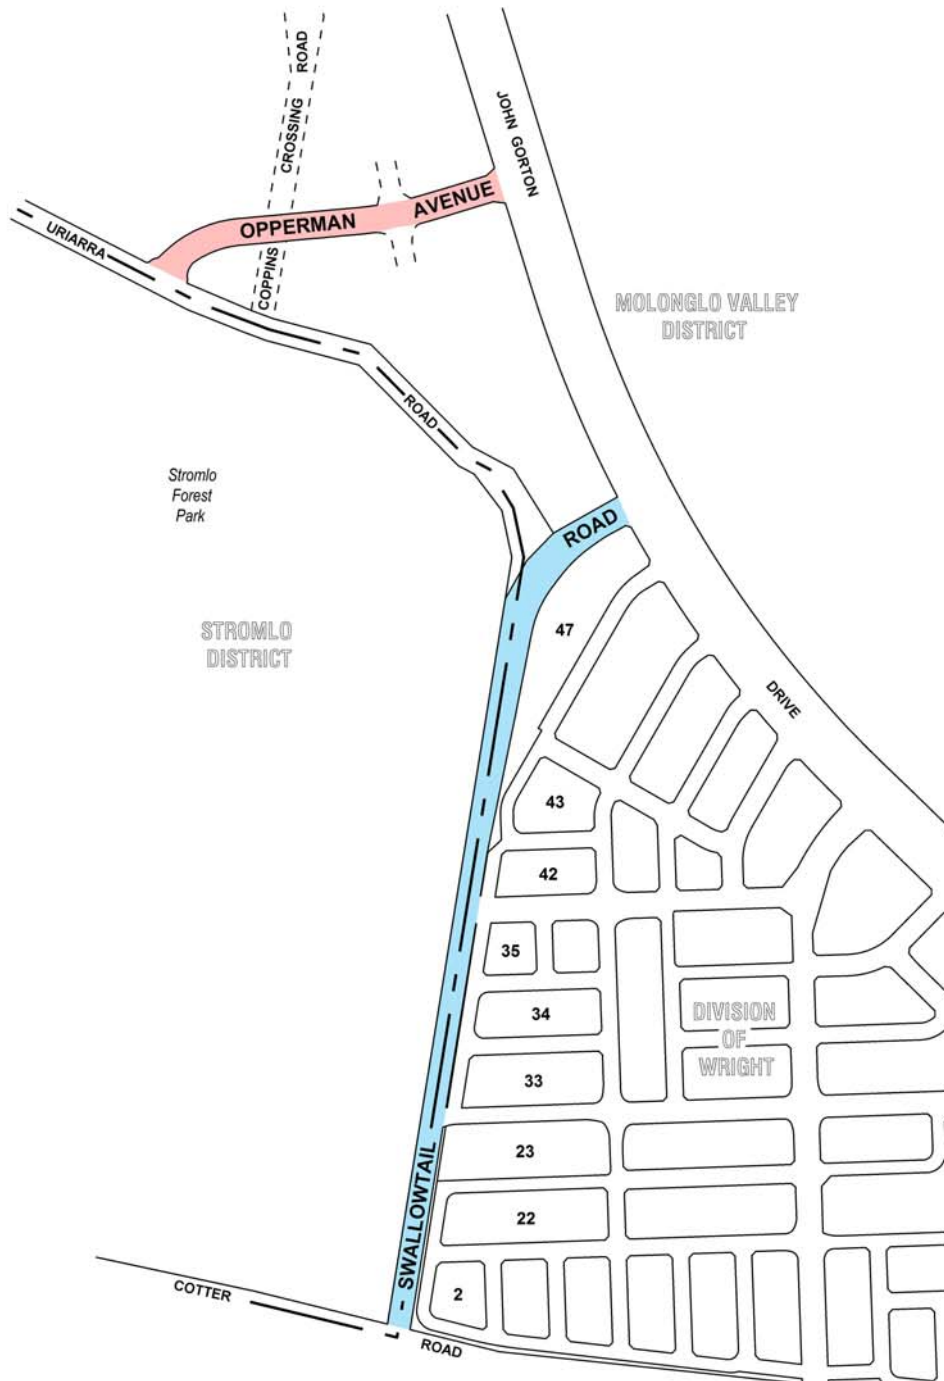 ROAD
CROSSING
COPPINS
JOHN GORTON
OPPERMAN AVENUE
URIARRA
MOLONGLO VALLEY
DISTRICT
ROAD
Stromlo
Forest
Park
ROAD
STROMLO
DISTRICT
47
DRIVE
43
42
35
34
DIVISION
OF
WRIGHT
33
23
SWALLOWTAIL
22
2
COTTER
ROAD